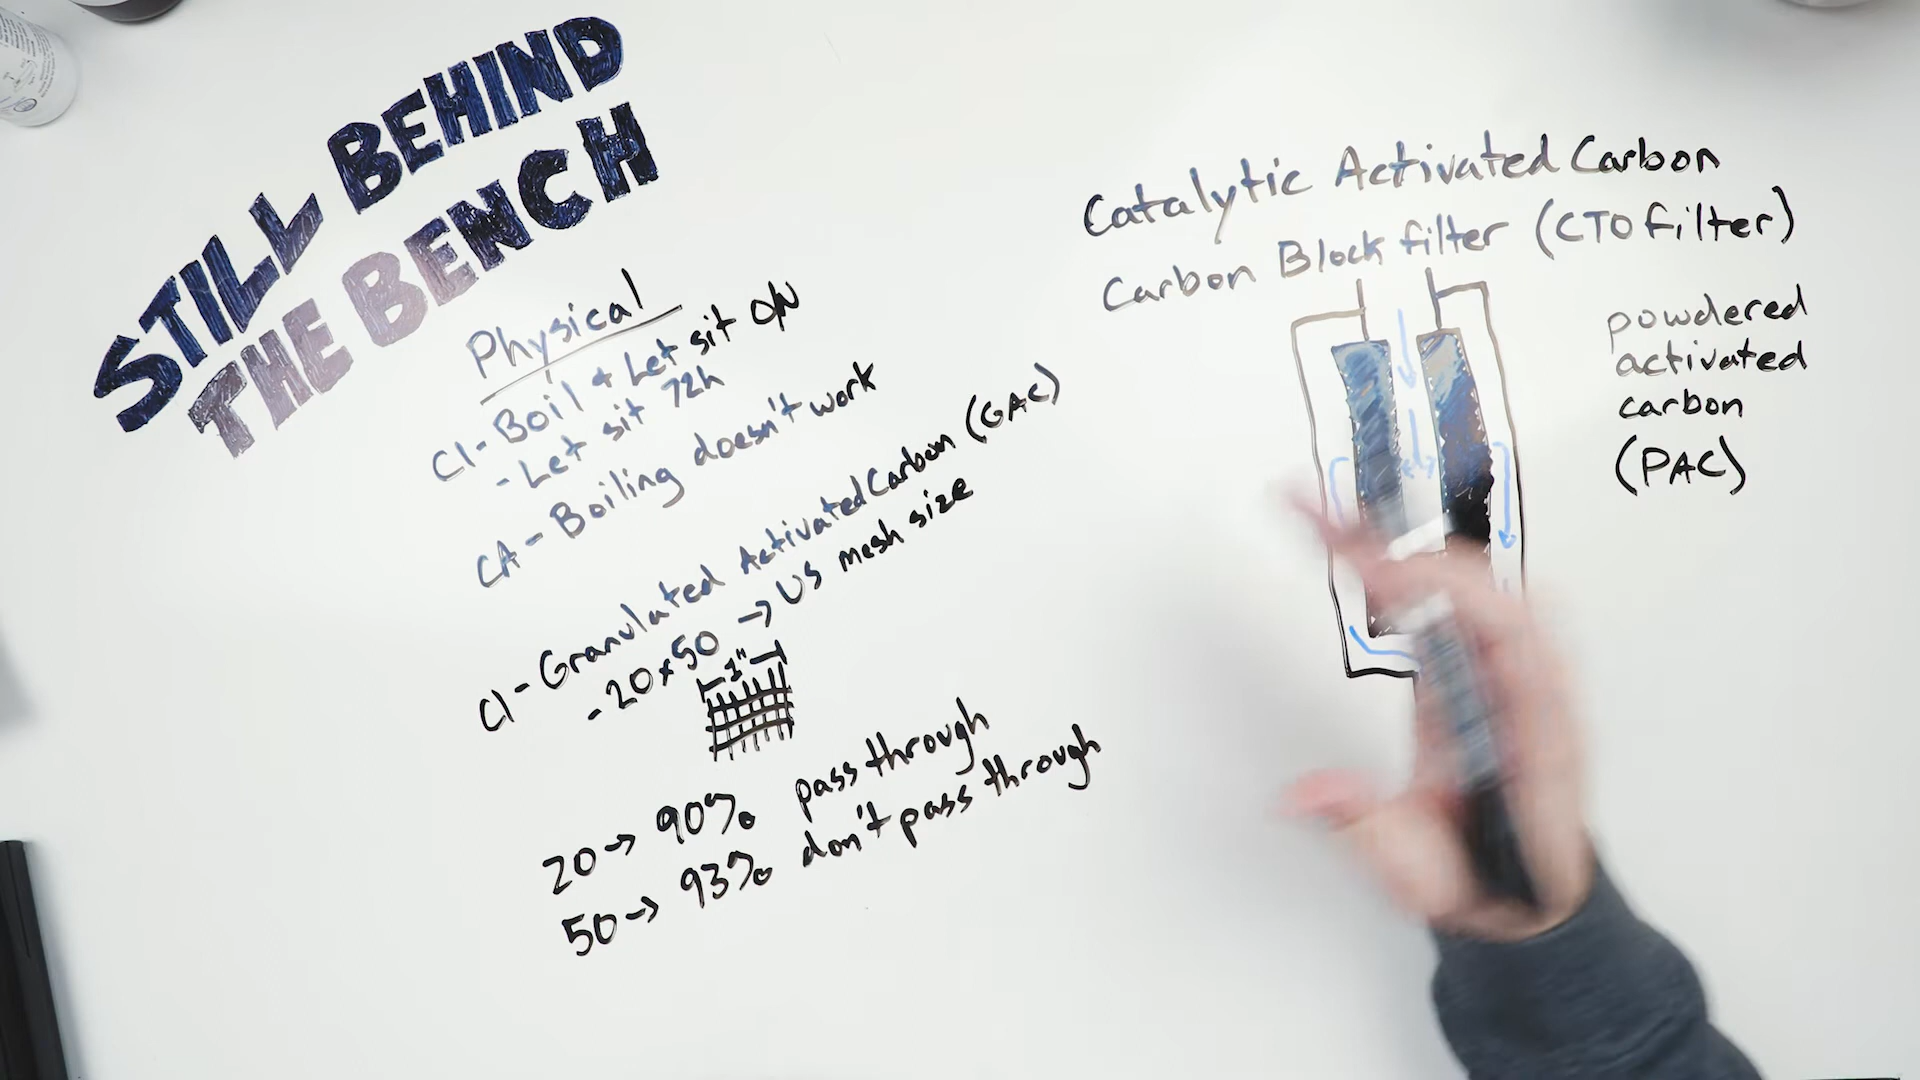 STILL BEHIND
THE BENCH
Physical
Cl - Boil + Let sit O/N
- Let sit 72h
CA - Boiling doesn't work
Cl - Granulated Activated Carbon (GAC)
- 20x50 → US mesh size
1"
20 → 90% pass through
50 → 93% don't pass through
Catalytic Activated Carbon
Carbon Block filter (CTO filter)
powdered
activated
carbon
(PAC)